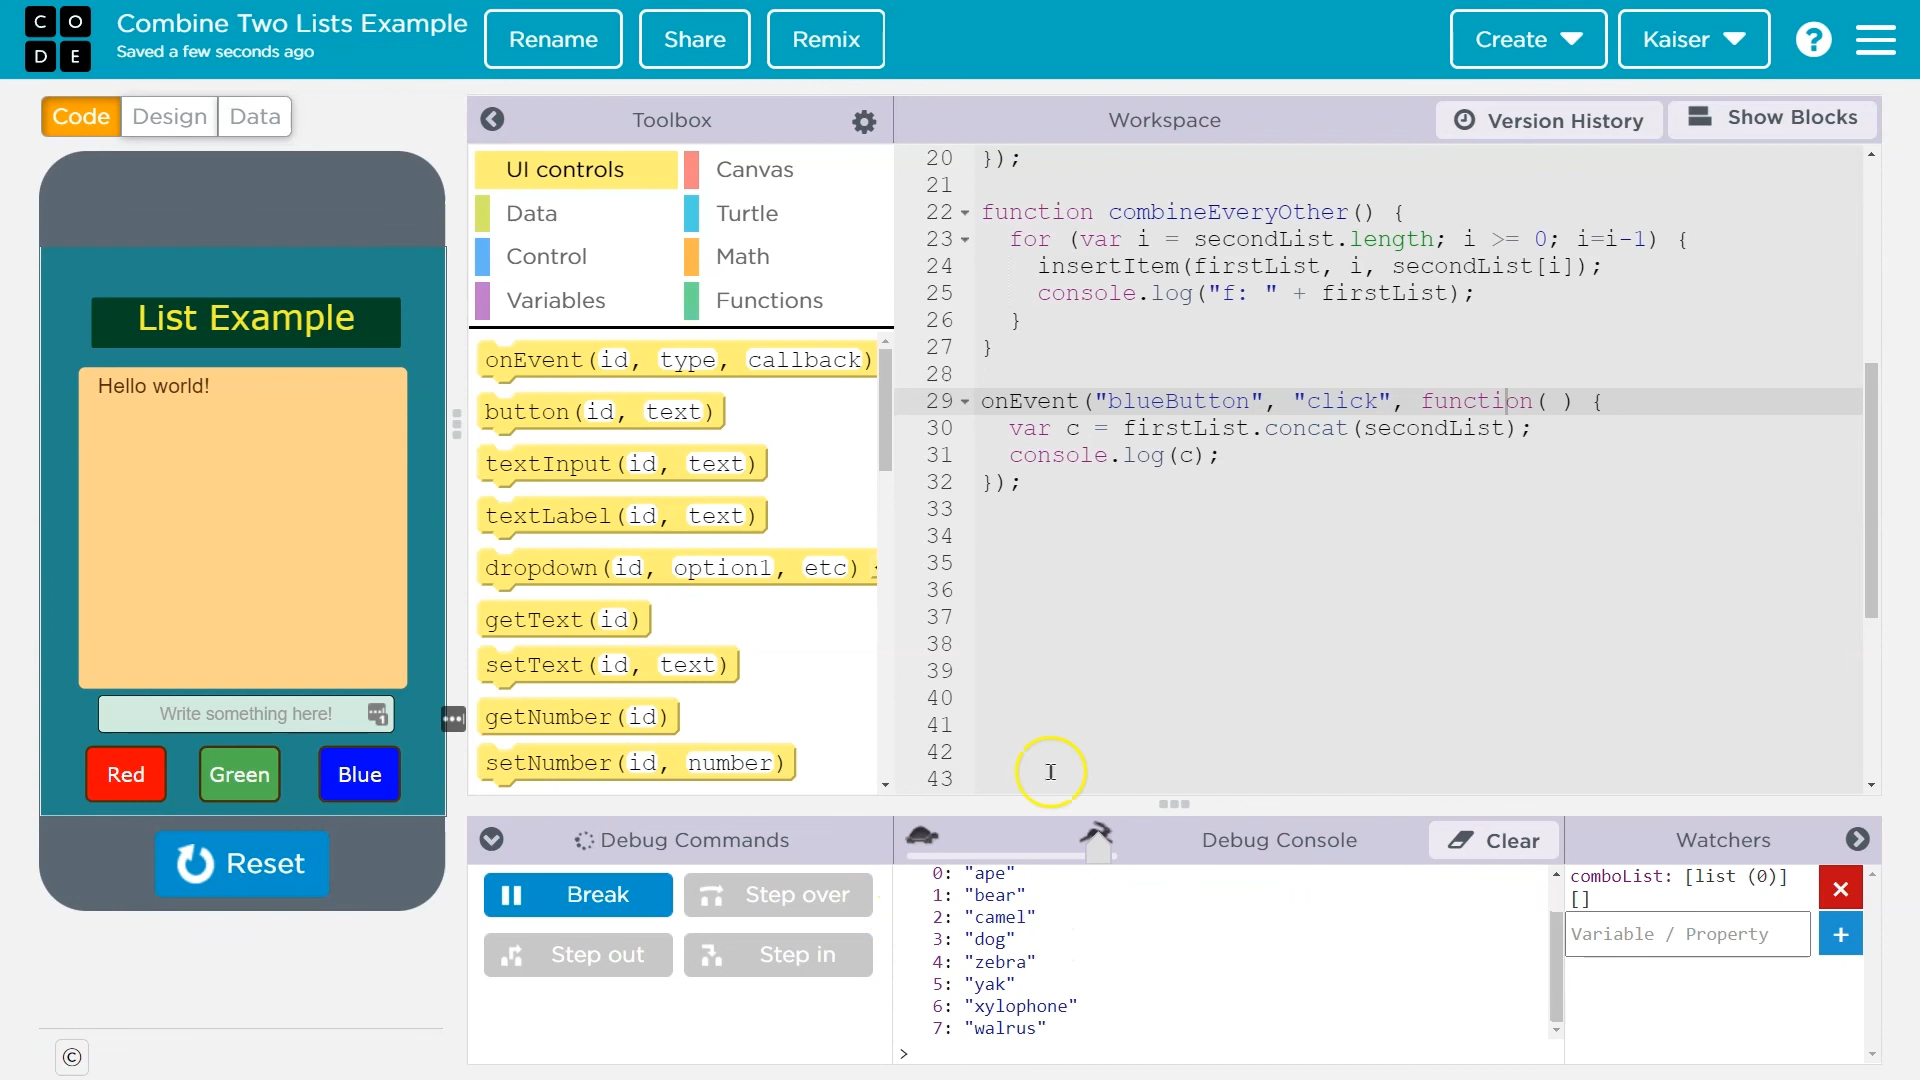 C O
D E
Combine Two Lists Example
Saved a few seconds ago
Rename
Share
Remix
Create
Kaiser
?
Code
Design
Data
Toolbox
Workspace
Version History
Show Blocks
List Example
Hello world!
Write something here!
1
Red
Green
Blue
Reset
©
UI controls
Canvas
Data
Turtle
Control
Math
Variables
Functions
onEvent(id, type, callback)
button(id, text)
textInput(id, text)
textLabel(id, text)
dropdown(id, option1, etc)
getText(id)
setText(id, text)
getNumber(id)
setNumber(id, number)
20 });
21
22 function combineEveryOther() {
23 for (var i = secondList.length; i >= 0; i=i-1) {
24 insertItem(firstList, i, secondList[i]);
25 console.log("f: " + firstList);
26 }
27 }
28
29 onEvent("blueButton", "click", function( ) {
30 var c = firstList.concat(secondList);
31 console.log(c);
32 });
33
34
35
36
37
38
39
40
41
42
43
Debug Commands
Break
Step over
Step out
Step in
Debug Console
Clear
0: "ape"
1: "bear"
2: "camel"
3: "dog"
4: "zebra"
5: "yak"
6: "xylophone"
7: "walrus"
>
Watchers
comboList: [list (0)]
[]
Variable / Property